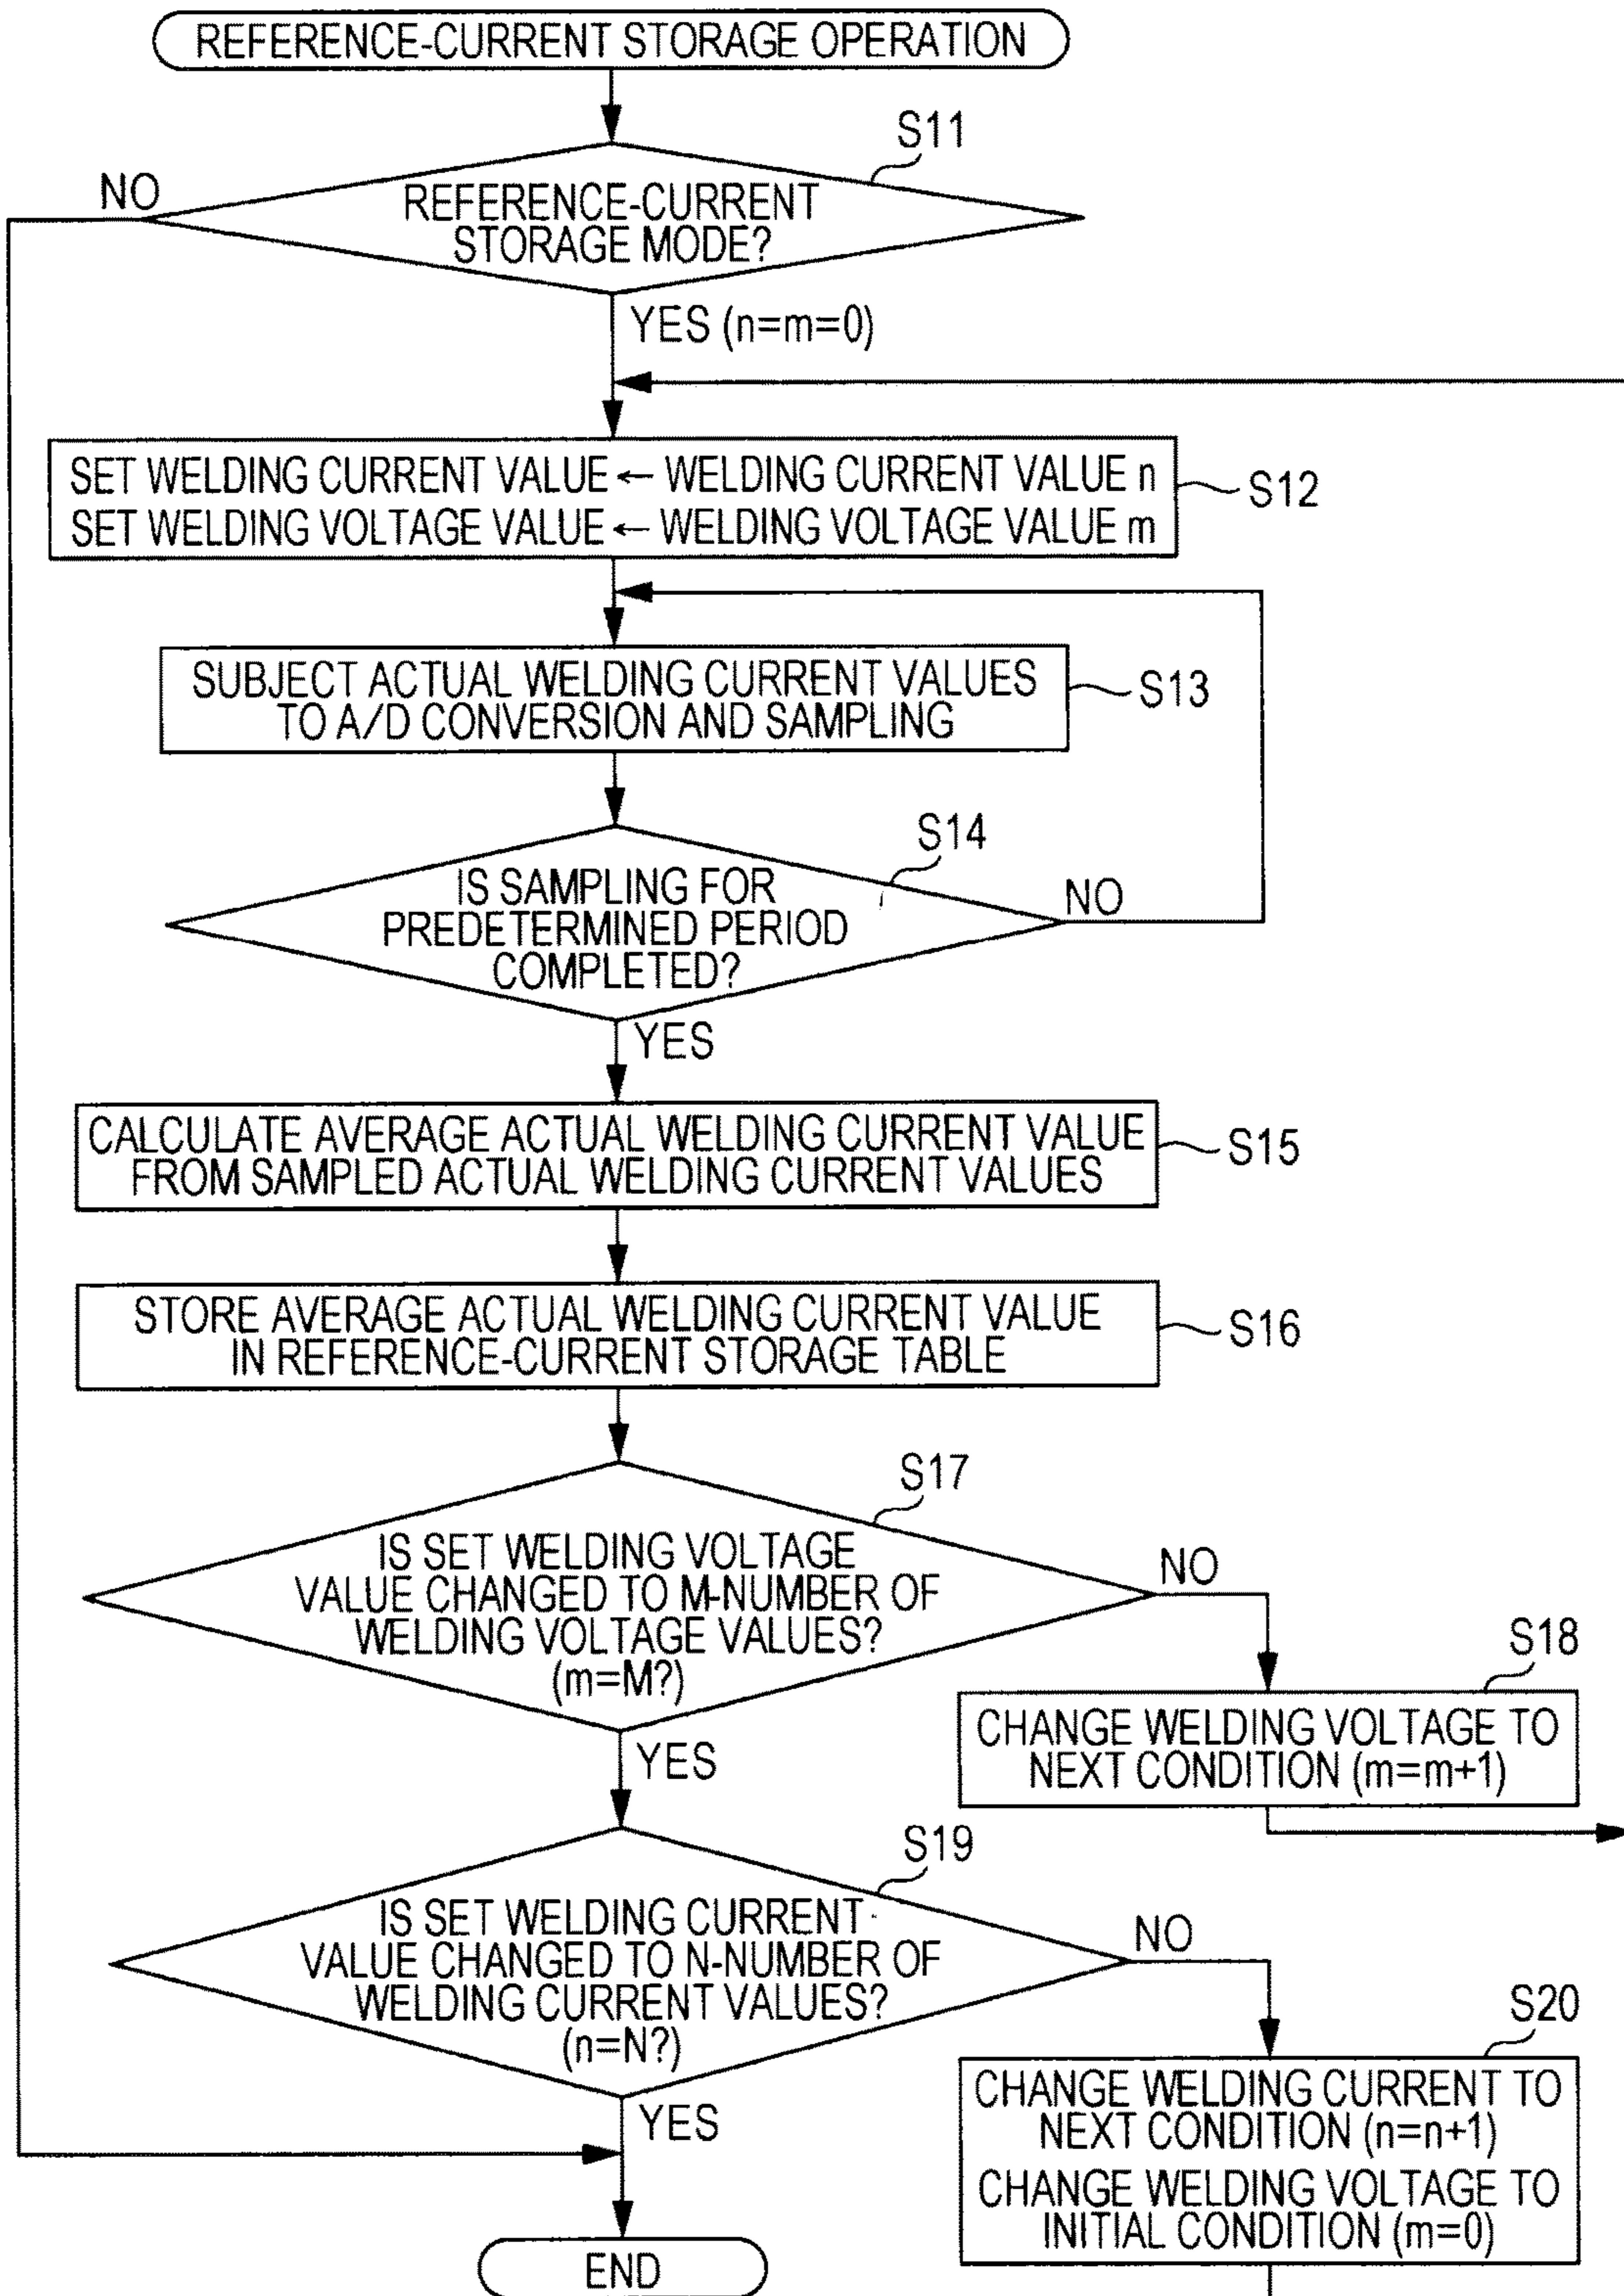 REFERENCE-CURRENT STORAGE OPERATION
S11
NO
REFERENCE-CURRENT
STORAGE MODE?
YES (n=m=0)
SET WELDING CURRENT VALUE ← WELDING CURRENT VALUE n
SET WELDING VOLTAGE VALUE ← WELDING VOLTAGE VALUE m
S12
SUBJECT ACTUAL WELDING CURRENT VALUES
TO A/D CONVERSION AND SAMPLING
S13
S14
IS SAMPLING FOR
PREDETERMINED PERIOD
COMPLETED?
NO
YES
CALCULATE AVERAGE ACTUAL WELDING CURRENT VALUE
FROM SAMPLED ACTUAL WELDING CURRENT VALUES
S15
STORE AVERAGE ACTUAL WELDING CURRENT VALUE
IN REFERENCE-CURRENT STORAGE TABLE
S16
S17
IS SET WELDING VOLTAGE
VALUE CHANGED TO M-NUMBER OF
WELDING VOLTAGE VALUES?
(m=M?)
NO
YES
S18
CHANGE WELDING VOLTAGE TO
NEXT CONDITION (m=m+1)
S19
IS SET WELDING CURRENT
VALUE CHANGED TO N-NUMBER OF
WELDING CURRENT VALUES?
(n=N?)
NO
YES
S20
CHANGE WELDING CURRENT TO
NEXT CONDITION (n=n+1)
CHANGE WELDING VOLTAGE TO
INITIAL CONDITION (m=0)
END